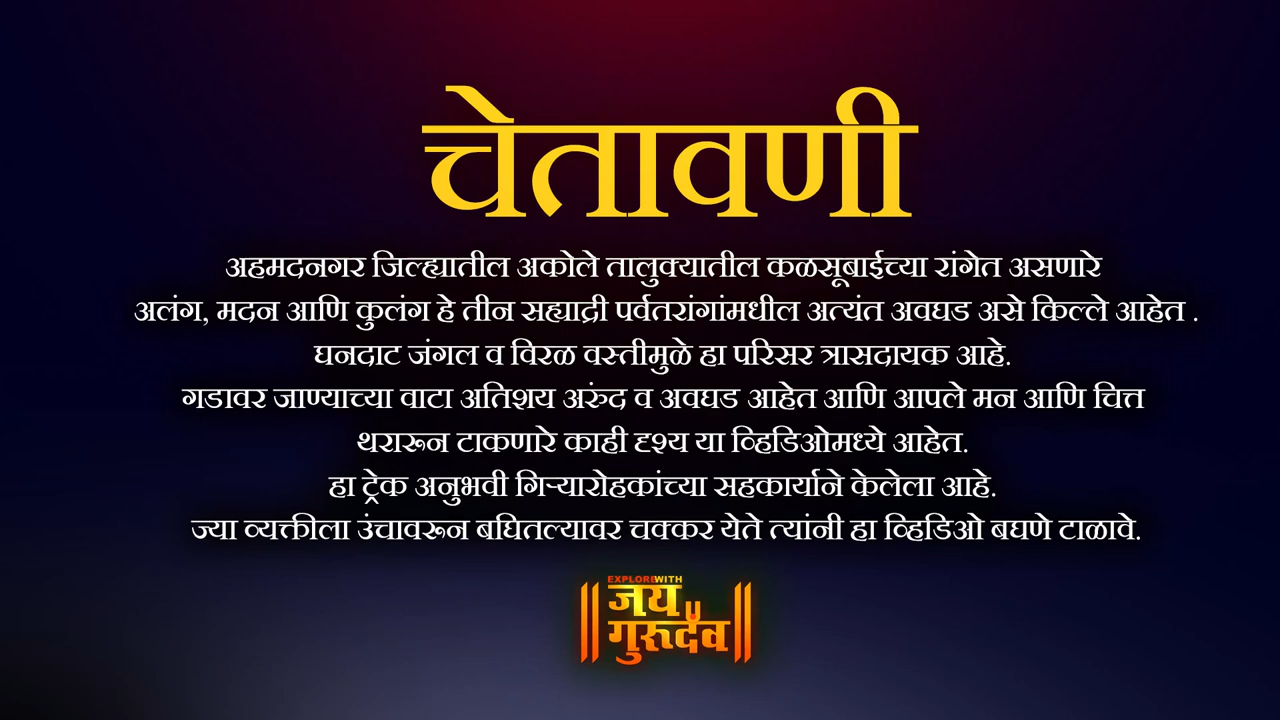 चेतावणी
अहमदनगर जिल्ह्यातील अकोले तालुक्यातील कळसूबाईच्या रांगेत असणारे
अलंग, मदन आणि कुलंग हे तीन सह्याद्री पर्वतरांगांमधील अत्यंत अवघड असे किल्ले आहेत .
घनदाट जंगल व विरळ वस्तीमुळे हा परिसर त्रासदायक आहे.
गडावर जाण्याच्या वाटा अतिशय अरुंद व अवघड आहेत आणि आपले मन आणि चित्त
थरारून टाकणारे काही दृश्य या व्हिडिओमध्ये आहेत.
हा ट्रेक अनुभवी गिऱ्यारोहकांच्या सहकार्याने केलेला आहे.
ज्या व्यक्तीला उंचावरून बघितल्यावर चक्कर येते त्यांनी हा व्हिडिओ बघणे टाळावे.
EXPLORE WITH
जय
गुरूदेव